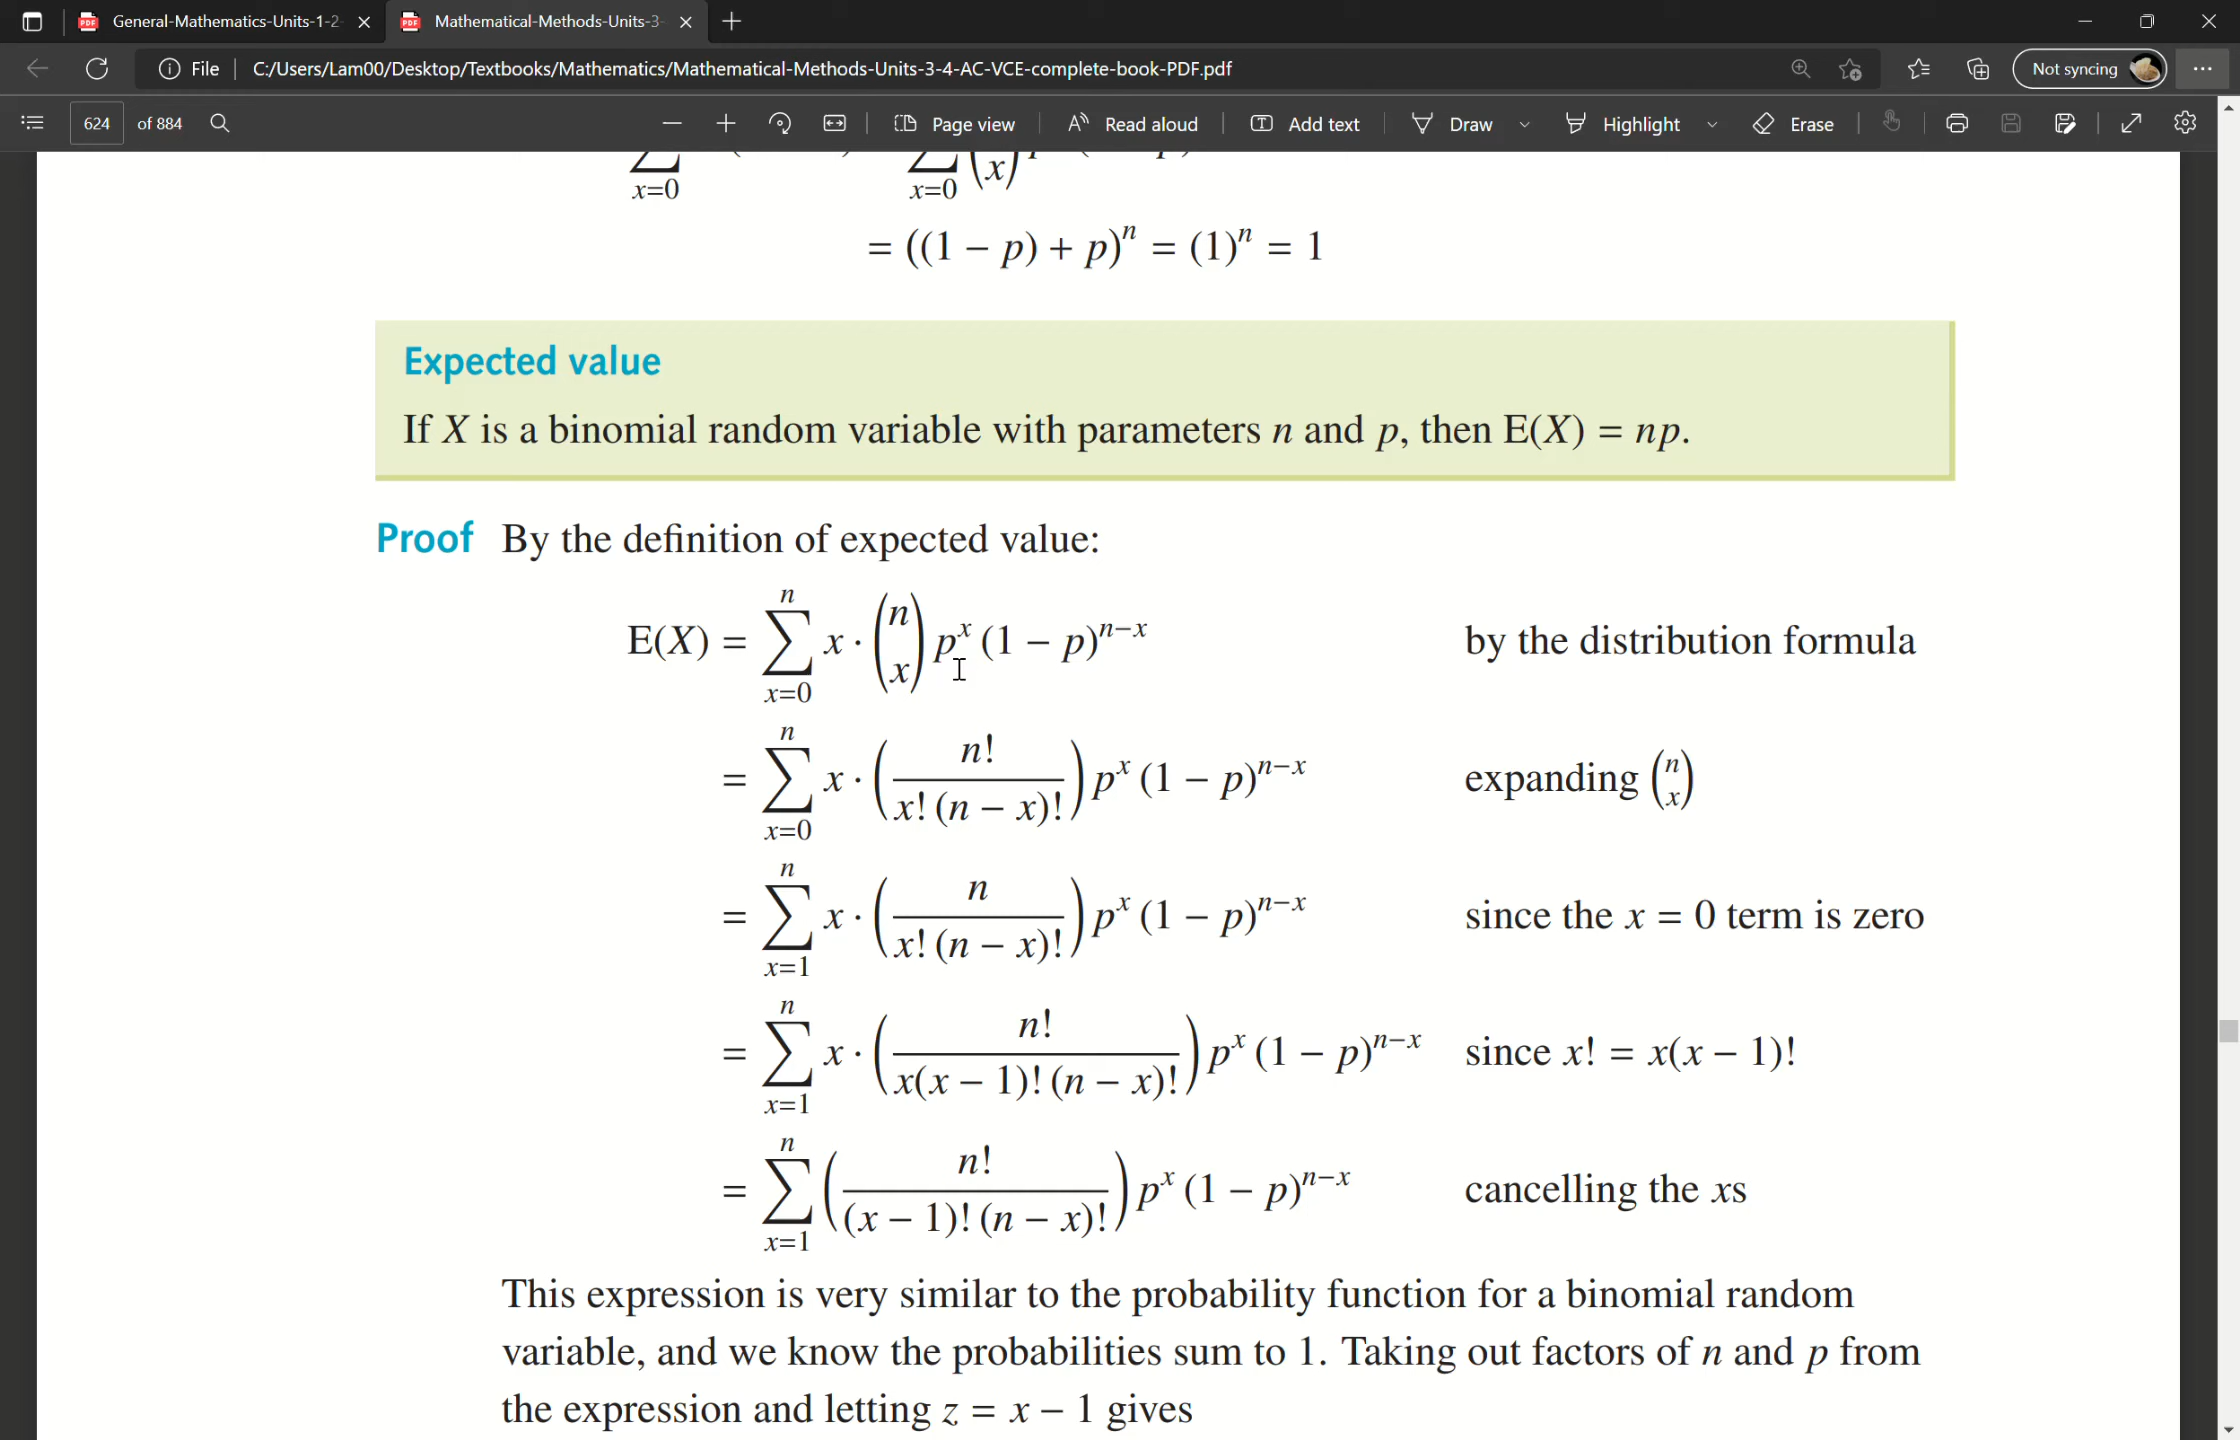 General-Mathematics-Units-1-2-
Mathematical-Methods-Units-3-
File
C:/Users/Lam00/Desktop/Textbooks/Mathematics/Mathematical-Methods-Units-3-4-AC-VCE-complete-book-PDF.pdf
Not syncing
624 of 884
Page view
Read aloud
Add text
Draw
Highlight
Erase
x=0 x=0 x
= ((1 − p) + p)^n = (1)^n = 1
Expected value
If X is a binomial random variable with parameters n and p, then E(X) = np.
Proof By the definition of expected value:
E(X) = ∑_{x=0}^{n} x · (n x) p^x (1 − p)^{n−x} by the distribution formula
= ∑_{x=0}^{n} x · (n! / x! (n − x)!) p^x (1 − p)^{n−x} expanding (n x)
= ∑_{x=1}^{n} x · (n / x! (n − x)!) p^x (1 − p)^{n−x} since the x = 0 term is zero
= ∑_{x=1}^{n} x · (n! / x(x − 1)! (n − x)!) p^x (1 − p)^{n−x} since x! = x(x − 1)!
= ∑_{x=1}^{n} (n! / (x − 1)! (n − x)!) p^x (1 − p)^{n−x} cancelling the xs
This expression is very similar to the probability function for a binomial random
variable, and we know the probabilities sum to 1. Taking out factors of n and p from
the expression and letting z = x − 1 gives